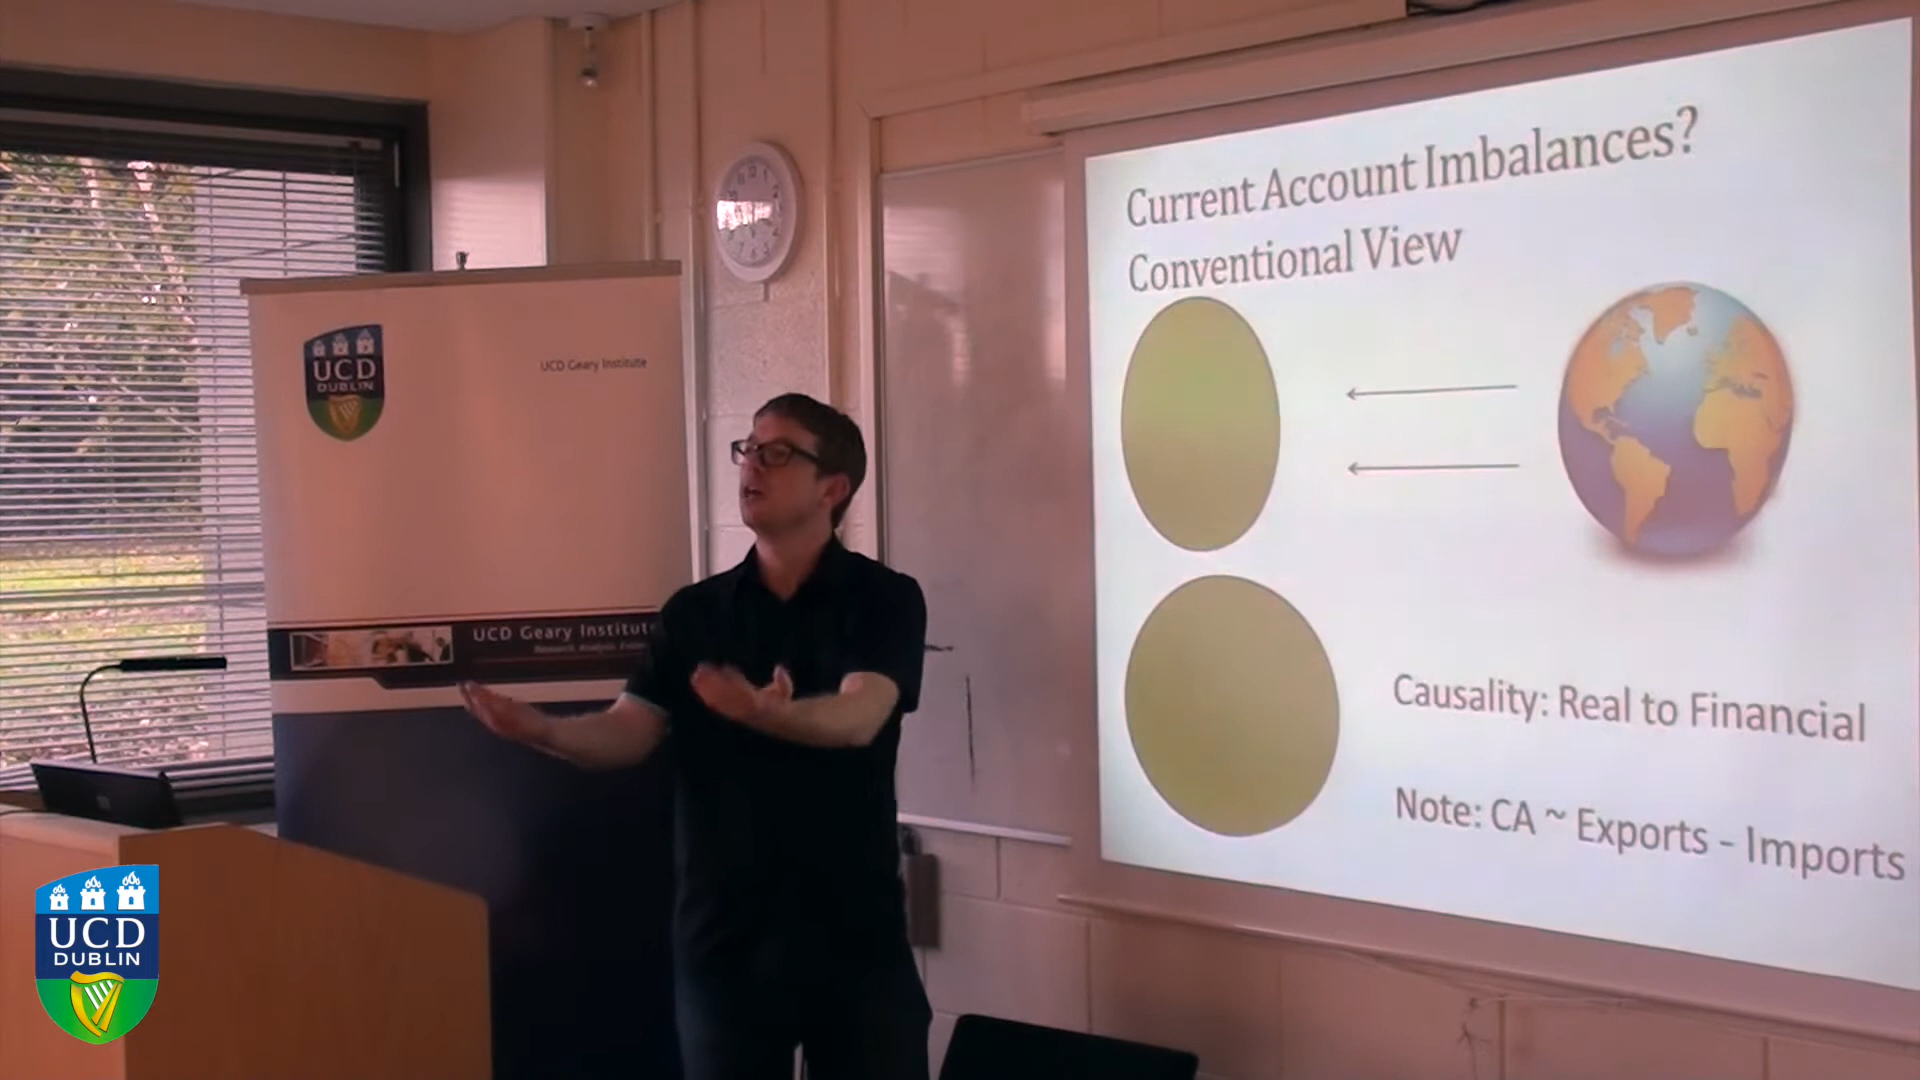 UCD
DUBLIN
UCD Geary Institute
UCD Geary Institute
Current Account Imbalances?
Conventional View
Causality: Real to Financial
Note: CA ~ Exports - Imports
UCD
DUBLIN